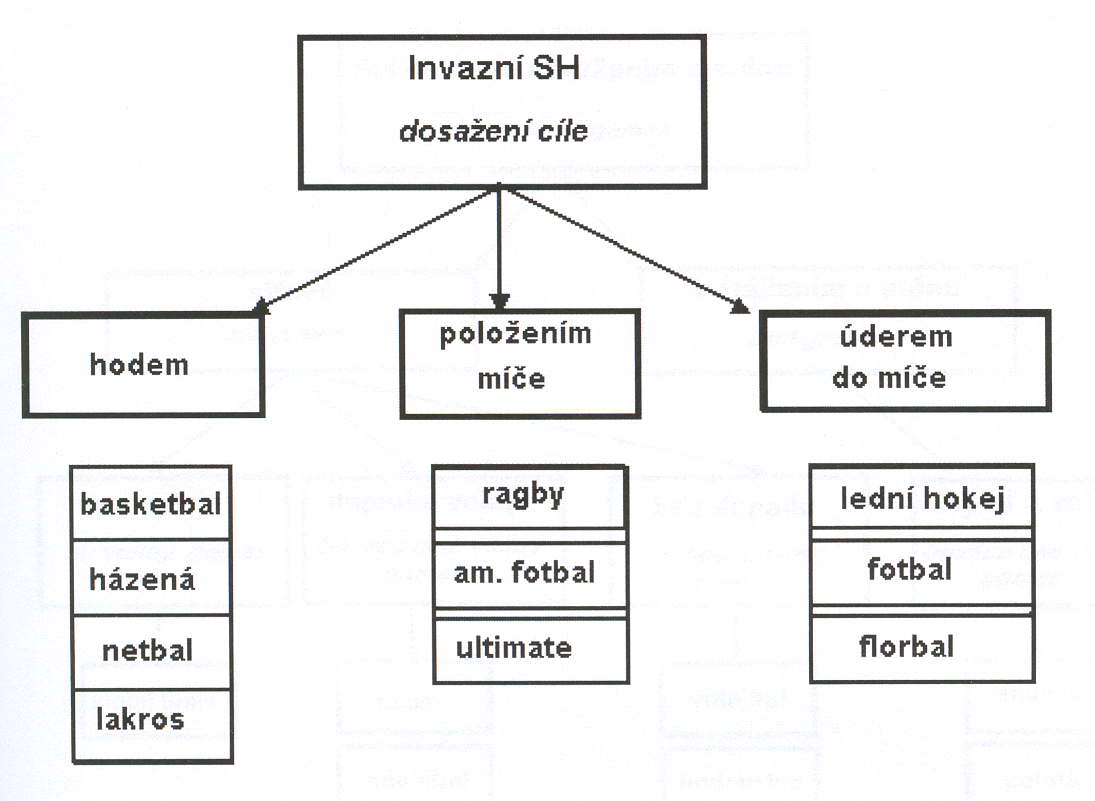 Invazní SH
dosažení cíle
hodem
položením
míče
úderem
do míče
basketbal
házená
netbal
lakros
ragby
am. fotbal
ultimate
lední hokej
fotbal
florbal